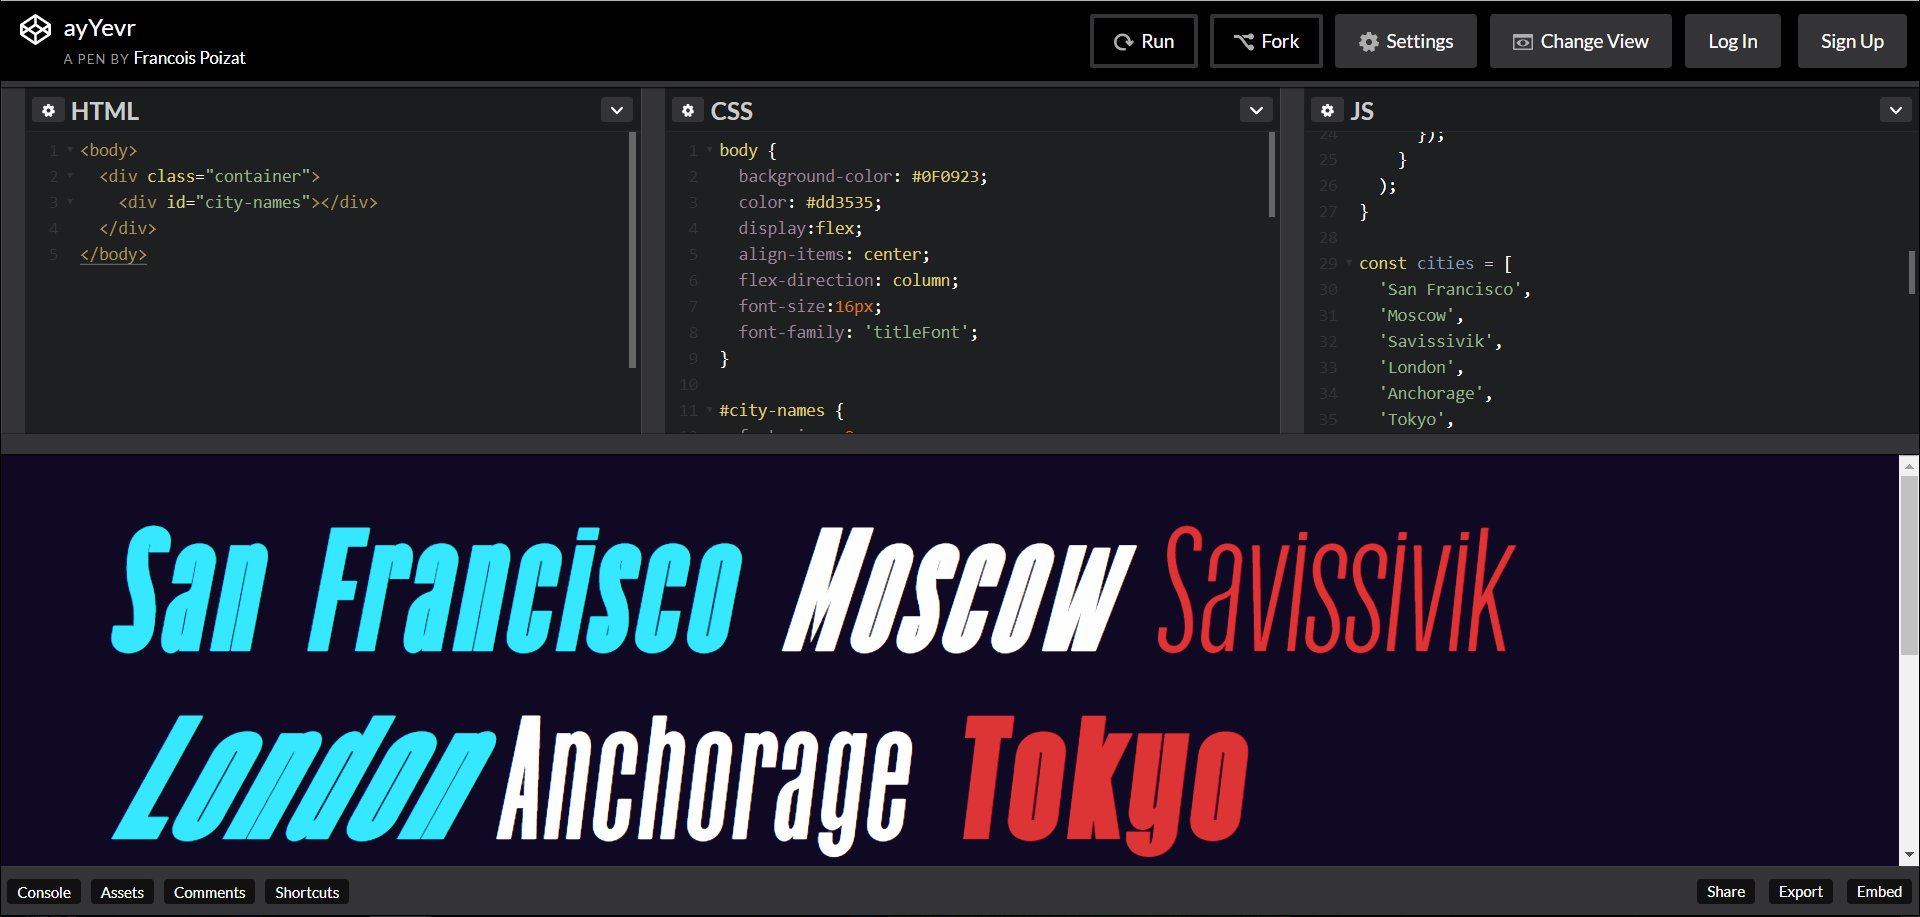 ayYevr
A PEN BY Francois Poizat
Run
Fork
Settings
Change View
Log In
Sign Up
HTML
1 <body>
2 <div class="container">
3 <div id="city-names"></div>
4 </div>
5 </body>
CSS
1 body {
2 background-color: #0F0923;
3 color: #dd3535;
4 display:flex;
5 align-items: center;
6 flex-direction: column;
7 font-size:16px;
8 font-family: 'titleFont';
9 }
10
11 #city-names {
JS
24 });
25 }
26 );
27 }
28
29 const cities = [
30 'San Francisco',
31 'Moscow',
32 'Savissivik',
33 'London',
34 'Anchorage',
35 'Tokyo',
San Francisco Moscow Savissivik
London Anchorage Tokyo
Console
Assets
Comments
Shortcuts
Share
Export
Embed